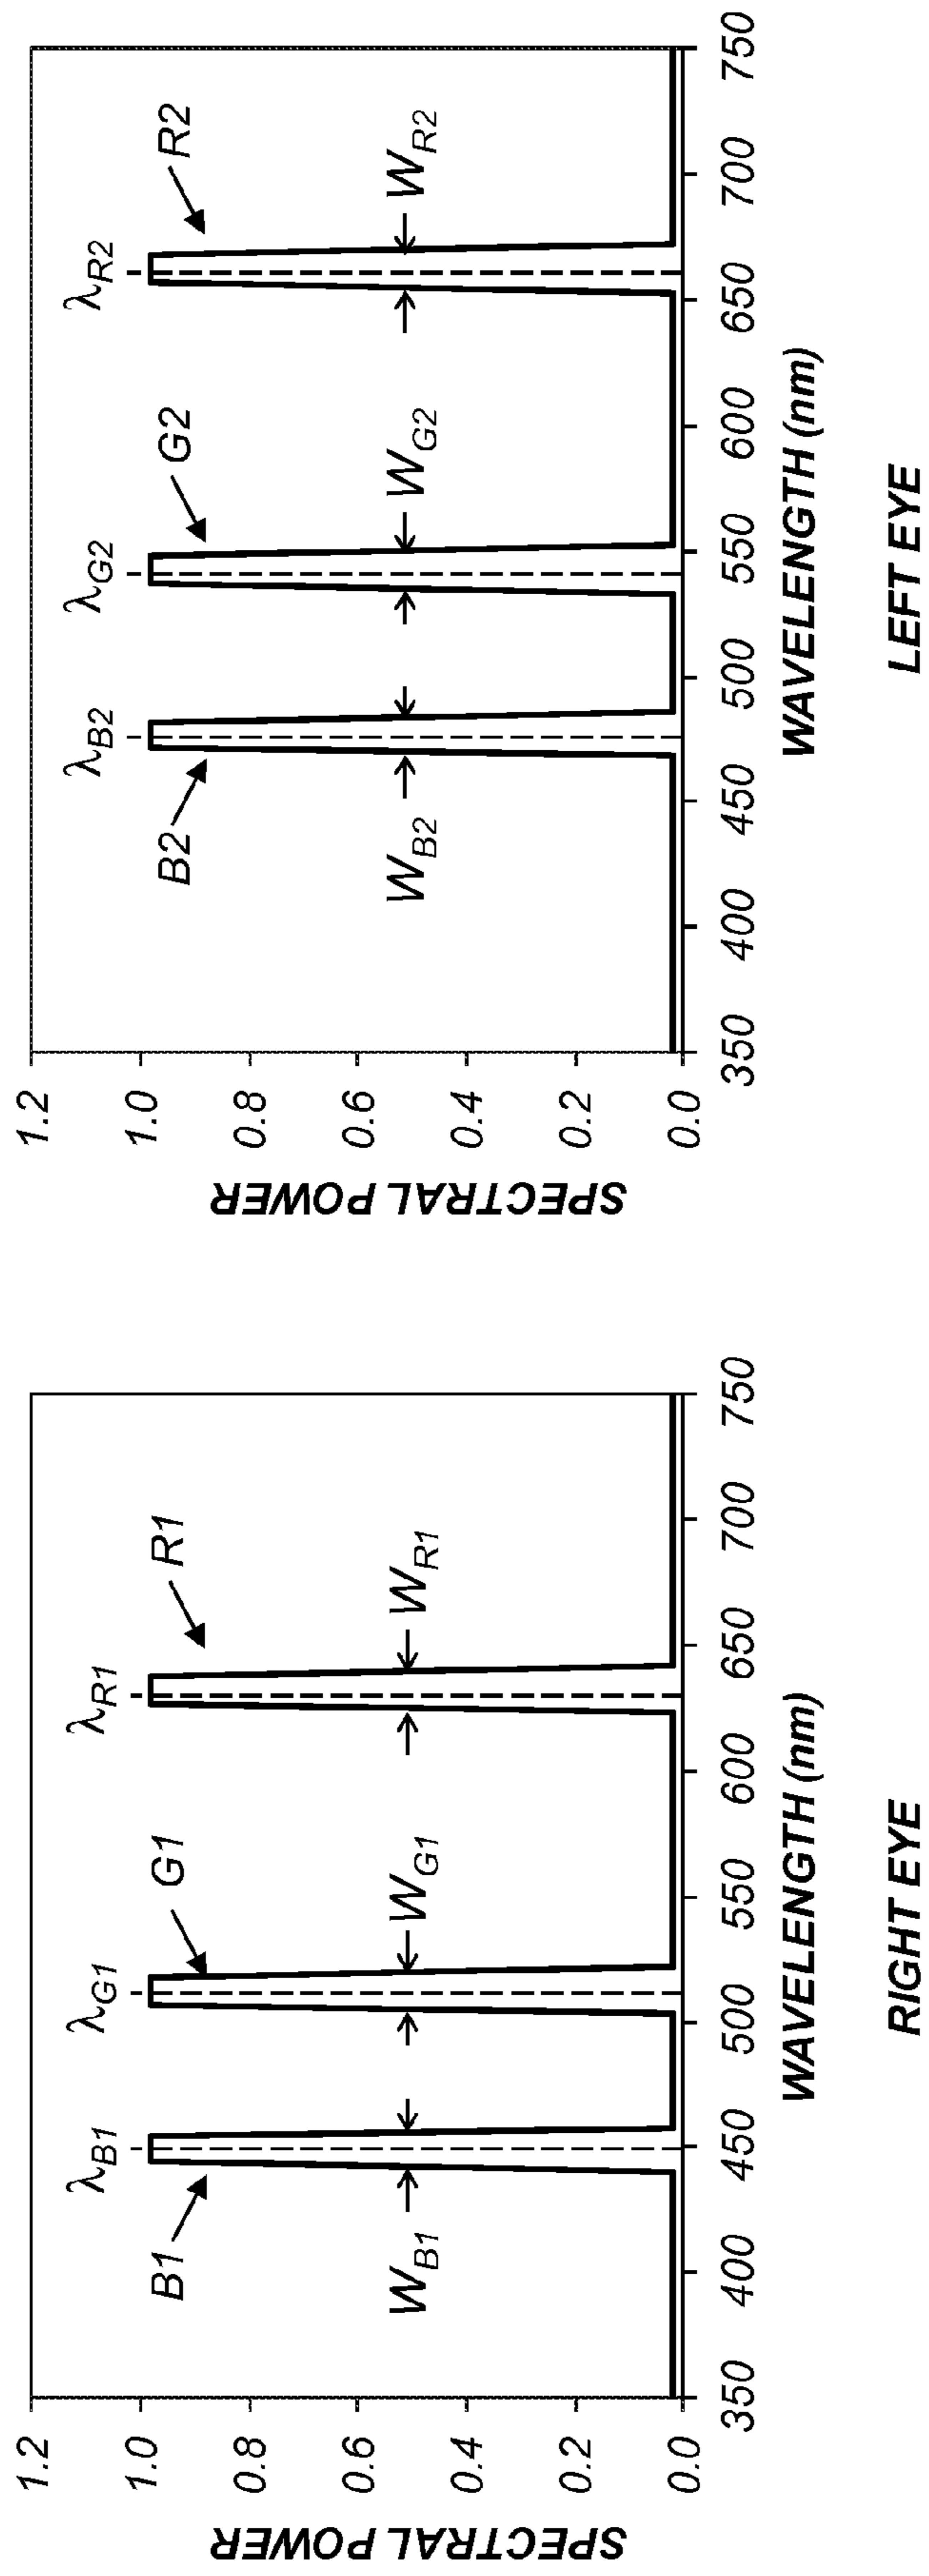 1.2
1.0
0.8
0.6
0.4
0.2
0.0
SPECTRAL POWER
λB1
λG1
λR1
B1
G1
R1
WB1
WG1
WR1
350 400 450 500 550 600 650 700 750
WAVELENGTH (nm)
RIGHT EYE
1.2
1.0
0.8
0.6
0.4
0.2
0.0
SPECTRAL POWER
λB2
λG2
λR2
B2
G2
R2
WB2
WG2
WR2
350 400 450 500 550 600 650 700 750
WAVELENGTH (nm)
LEFT EYE